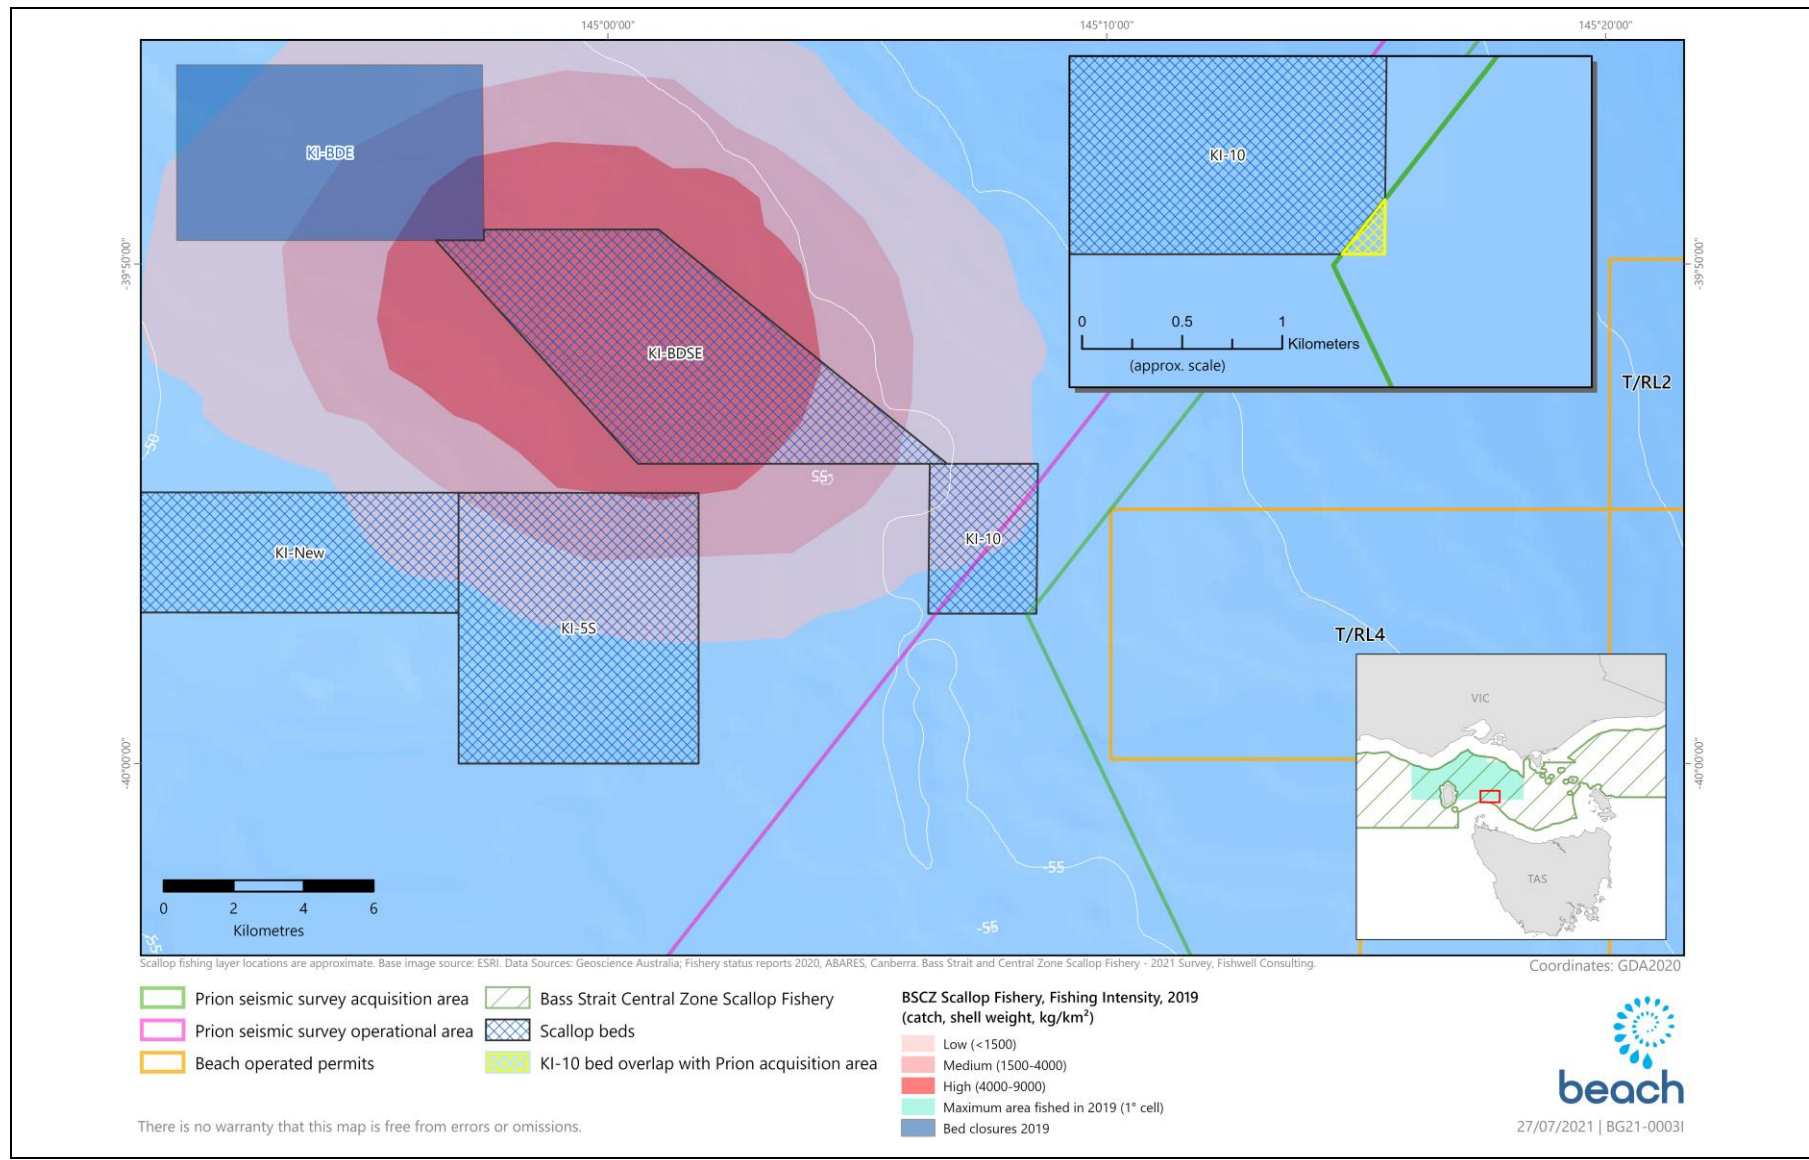 145°00'00"
145°10'00"
145°20'00"
KI-BDE
KI-10
-39°50'00"
-39°50'00"
0 0.5 1
Kilometers
(approx. scale)
KI-BDSE
T/RL2
-50
-55
KI-10
KI-New
KI-5S
T/RL4
VIC
-40°00'00"
-40°00'00"
-55
TAS
0 2 4 6
Kilometres
-55
-55
Scallop fishing layer locations are approximate. Base image source: ESRI. Data Sources: Geoscience Australia; Fishery status reports 2020, ABARES, Canberra. Bass Strait and Central Zone Scallop Fishery - 2021 Survey, Fishwell Consulting.
Coordinates: GDA2020
Prion seismic survey acquisition area
Prion seismic survey operational area
Beach operated permits
Bass Strait Central Zone Scallop Fishery
Scallop beds
KI-10 bed overlap with Prion acquisition area
BSCZ Scallop Fishery, Fishing Intensity, 2019
(catch, shell weight, kg/km²)
Low (<1500)
Medium (1500-4000)
High (4000-9000)
Maximum area fished in 2019 (1° cell)
Bed closures 2019
beach
There is no warranty that this map is free from errors or omissions.
27/07/2021 | BG21-0003I